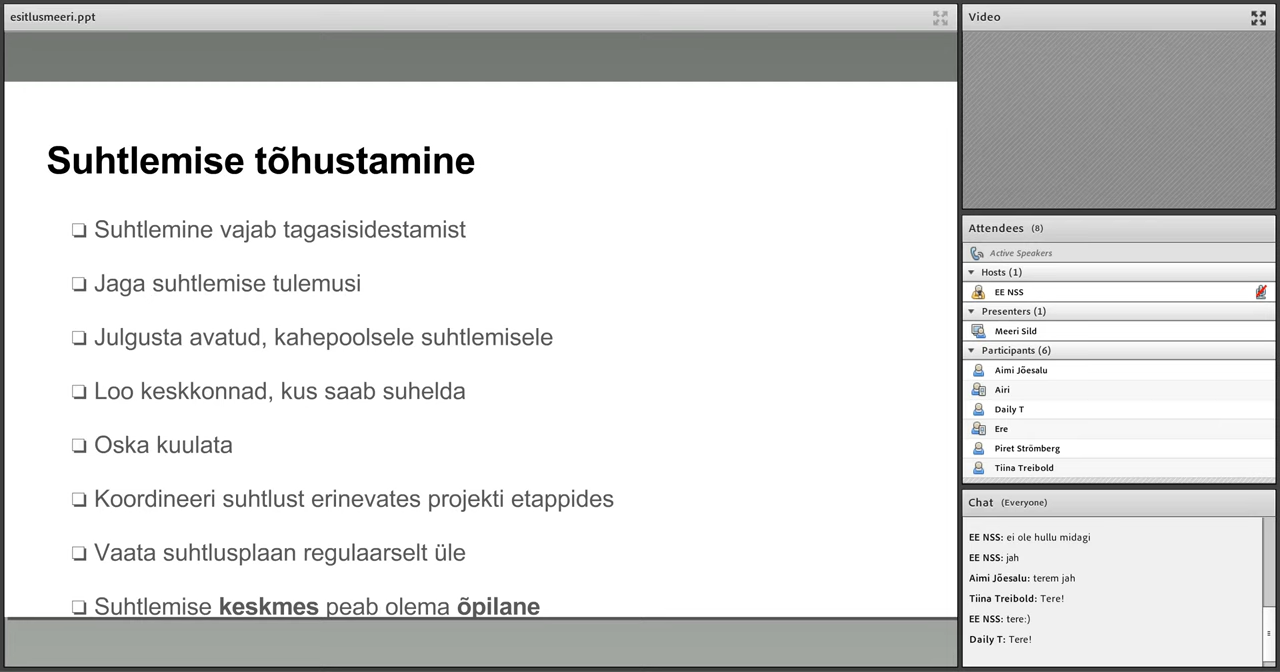 esitlusmeeri.ppt
Suhtlemise tõhustamine
❏ Suhtlemine vajab tagasisidestamist
❏ Jaga suhtlemise tulemusi
❏ Julgusta avatud, kahepoolsele suhtlemisele
❏ Loo keskkonnad, kus saab suhelda
❏ Oska kuulata
❏ Koordineeri suhtlust erinevates projekti etappides
❏ Vaata suhtlusplaan regulaarselt üle
❏ Suhtlemise keskmes peab olema õpilane
Video
Attendees (8)
Active Speakers
Hosts (1)
EE NSS
Presenters (1)
Meeri Sild
Participants (6)
Aimi Jõesalu
Airi
Daily T
Ere
Piret Strömberg
Tiina Treibold
Chat (Everyone)
EE NSS: ei ole hullu midagi
EE NSS: jah
Aimi Jõesalu: terem jah
Tiina Treibold: Tere!
EE NSS: tere:)
Daily T: Tere!